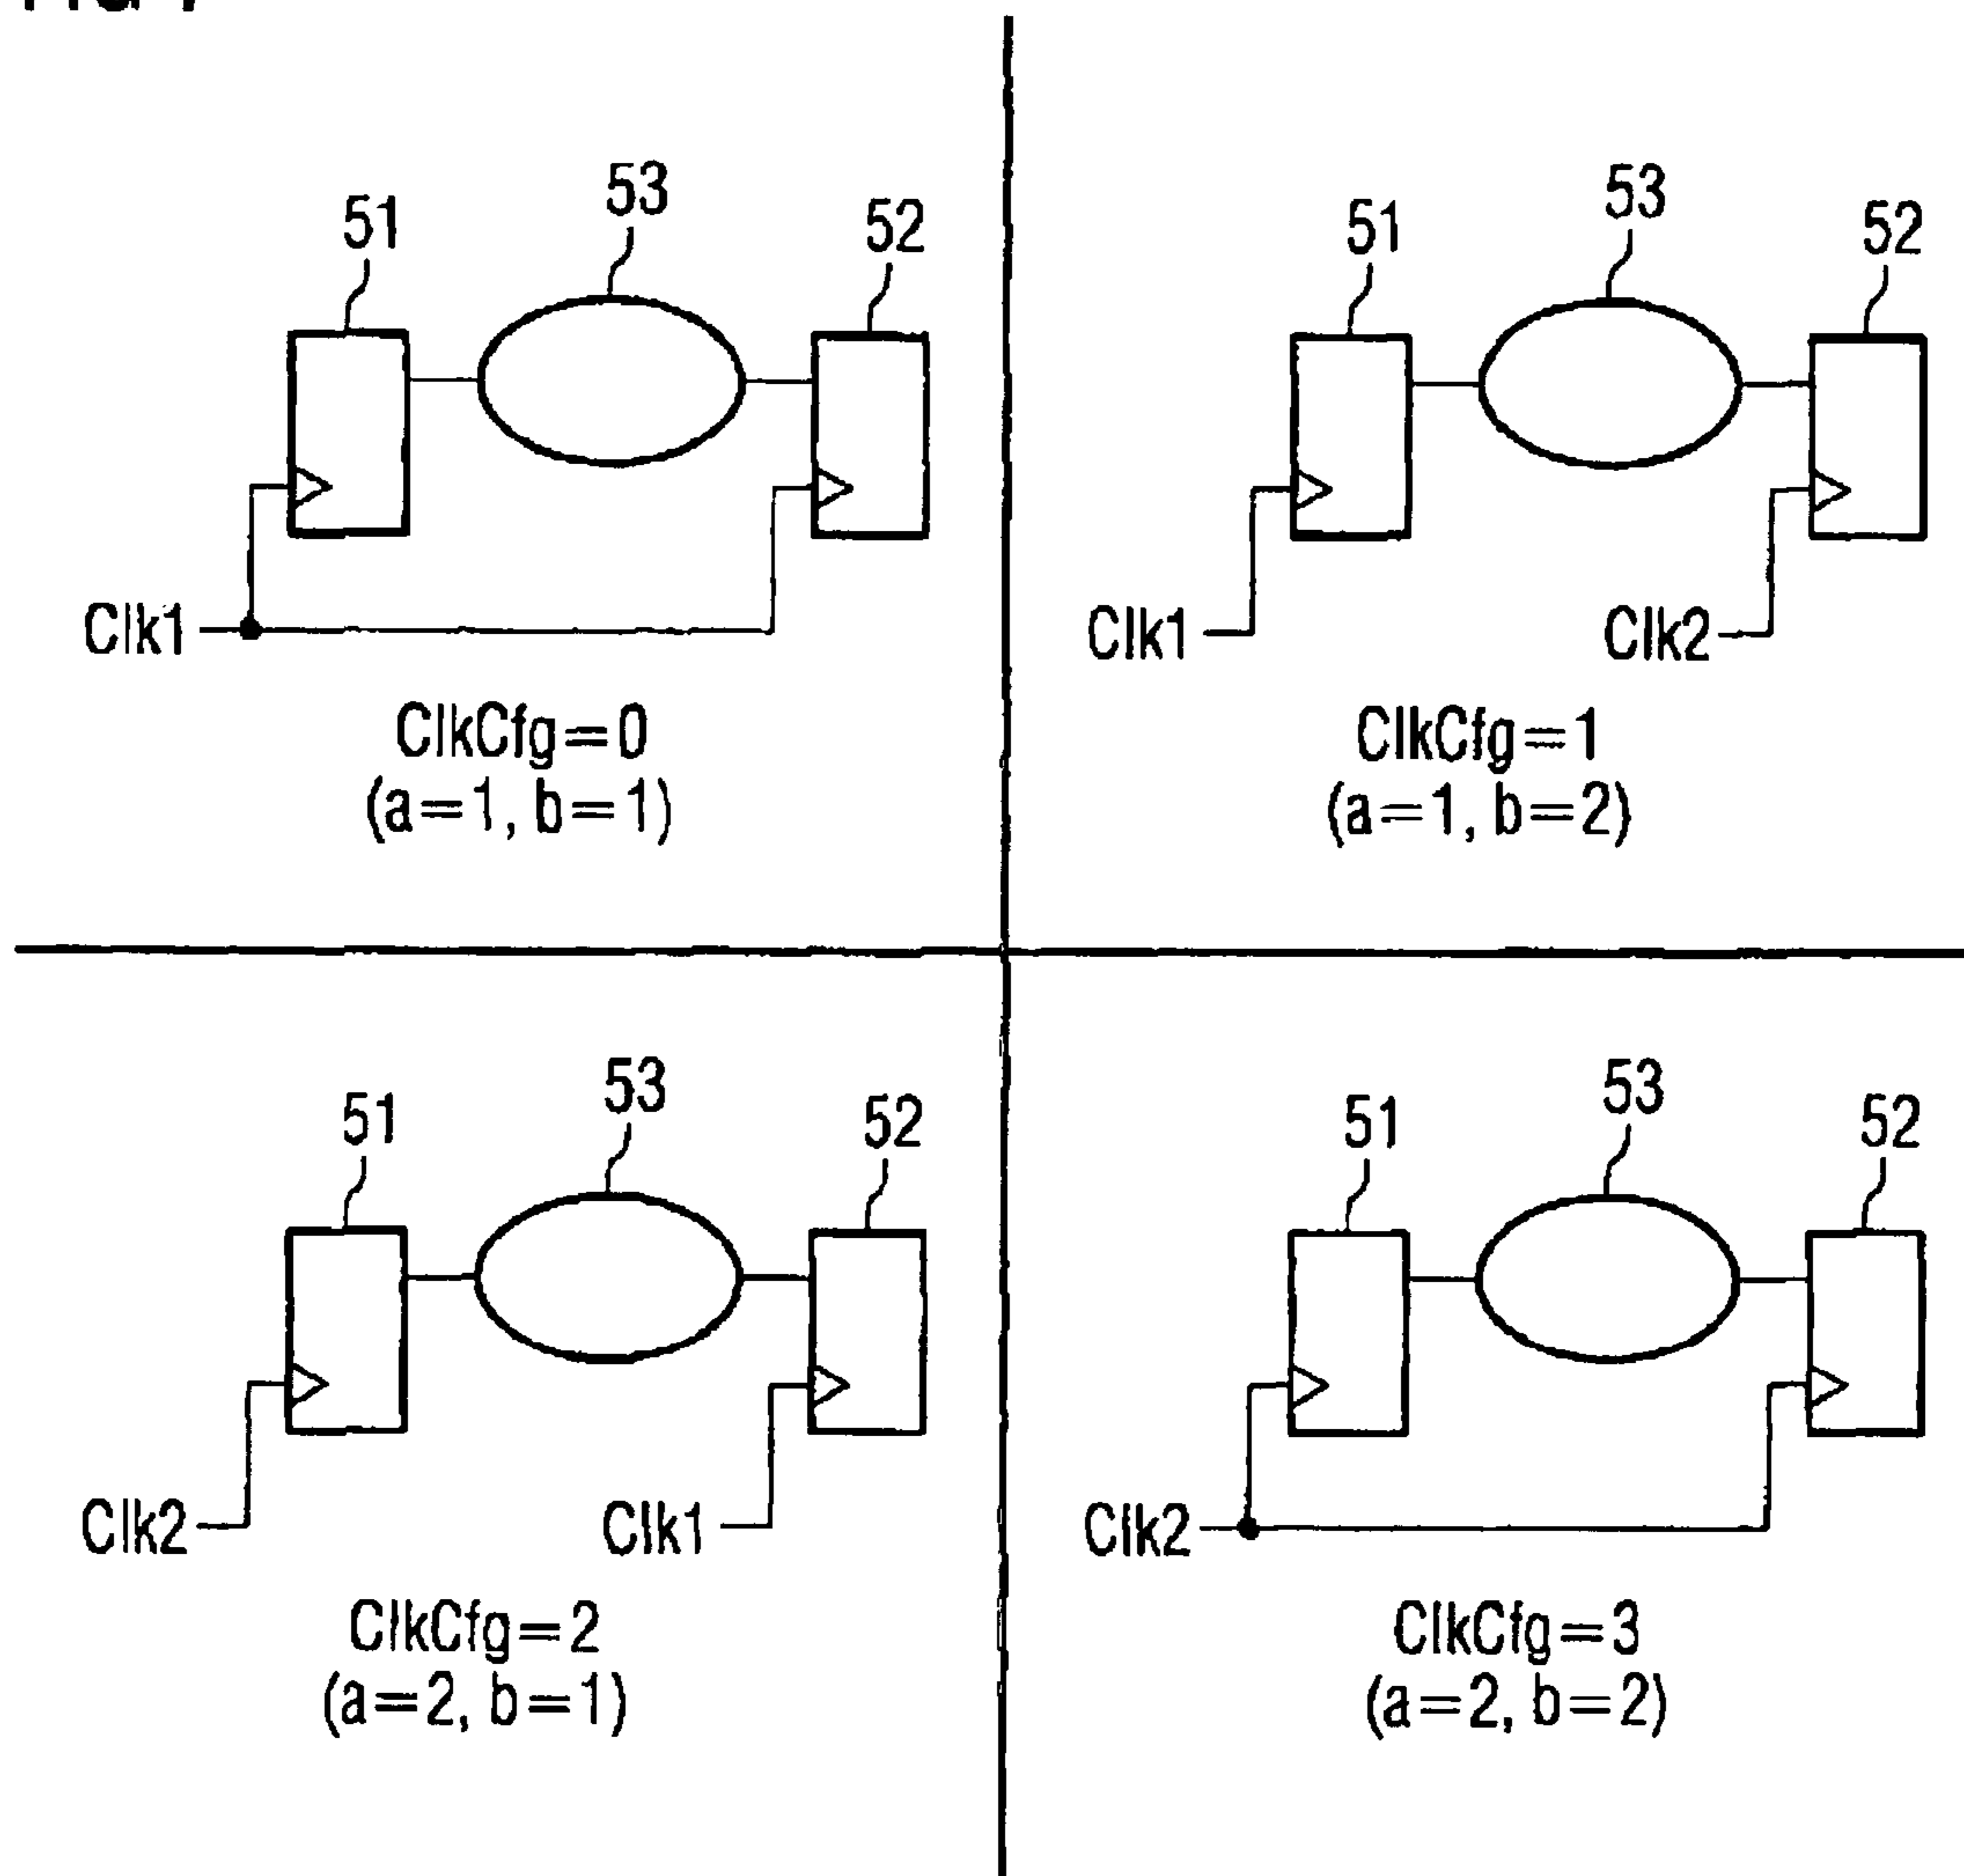 53
51
52
Clk1
ClkCfg=0
(a=1, b=1)
53
51
52
Clk1
Clk2
ClkCfg=1
(a=1, b=2)
53
51
52
Clk2
Clk1
ClkCfg=2
(a=2, b=1)
53
51
52
Clk2
ClkCfg=3
(a=2, b=2)